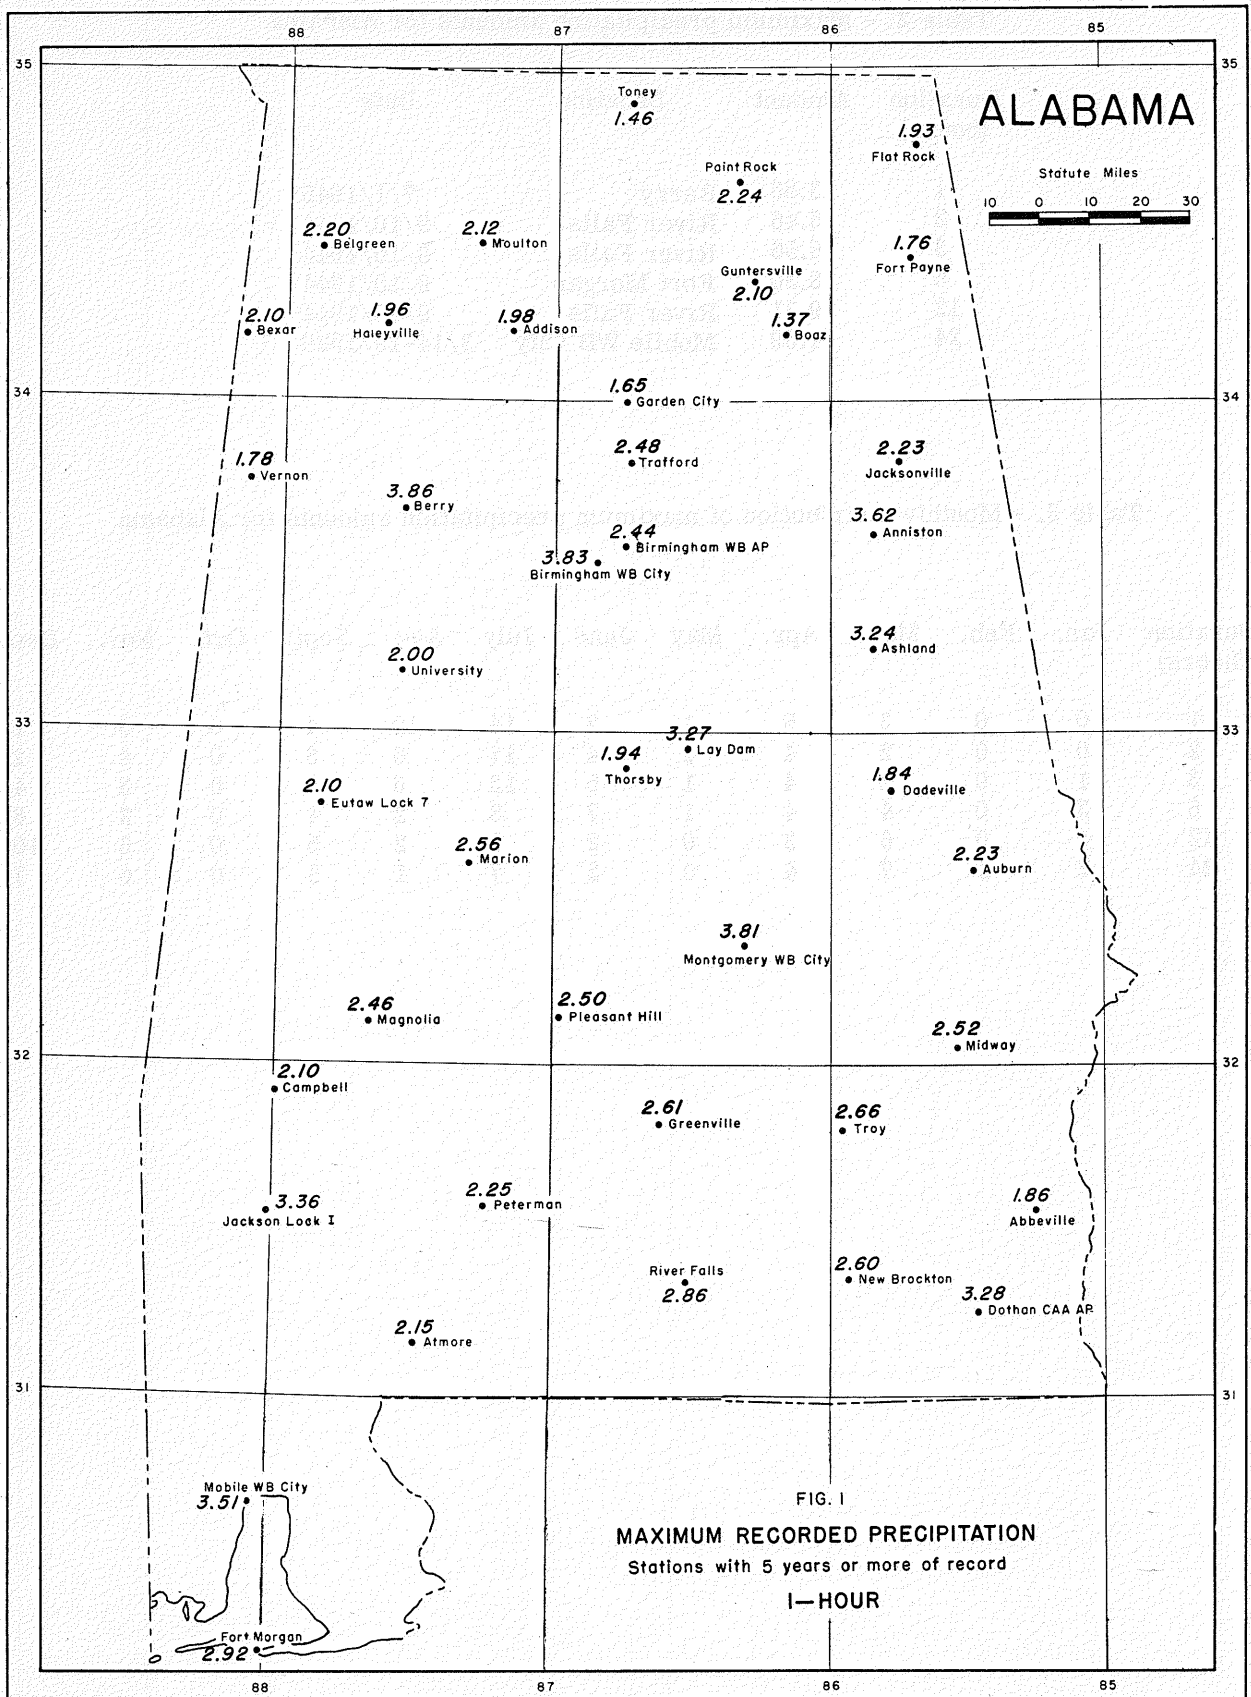 88 87 86 85
35 35
ALABAMA
Toney
1.46
1.93
Flat Rock
Paint Rock
2.24
Statute Miles
10 0 10 20 30
2.20
Belgreen
2.12
Moulton
1.76
Fort Payne
Guntersville
2.10
2.10
Bexar
1.96
Haleyville
1.98 Addison
1.37
Boaz
34 34
1.65
Garden City
2.48
Trafford
2.23
Jacksonville
1.78
Vernon
3.86
Berry
3.62
Anniston
2.44
Birmingham WB AP
3.83
Birmingham WB City
3.24
Ashland
2.00
University
33 33
3.27
Lay Dam
1.94
Thorsby
2.10
Eutaw Lock 7
1.84
Dadeville
2.56
Marion
2.23
Auburn
3.81
Montgomery WB City
2.46
Magnolia
2.50
Pleasant Hill
2.52
Midway
32 32
2.10
Campbell
2.61
Greenville
2.66
Troy
3.36
Jackson Lock I
2.25
Peterman
1.86
Abbeville
River Falls
2.86
2.60
New Brockton
3.28
Dothan CAA AP
2.15
Atmore
31 31
Mobile WB City
3.51
FIG. I
MAXIMUM RECORDED PRECIPITATION
Stations with 5 years or more of record
I—HOUR
Fort Morgan
2.92
88 87 86 85